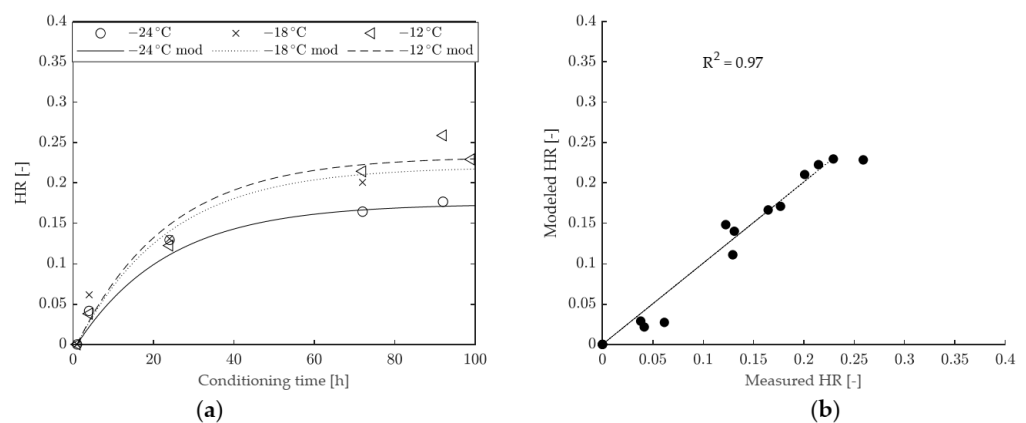 0.4
0.35
0.3
0.25
0.2
0.15
0.1
0.05
0
HR [-]
−24 °C −18 °C −12 °C
−24 °C mod −18 °C mod −12 °C mod
0 20 40 60 80 100
Conditioning time [h]
(a)
0.4
0.35
0.3
0.25
0.2
0.15
0.1
0.05
0
Modeled HR [-]
R² = 0.97
0 0.05 0.1 0.15 0.2 0.25 0.3 0.35 0.4
Measured HR [-]
(b)